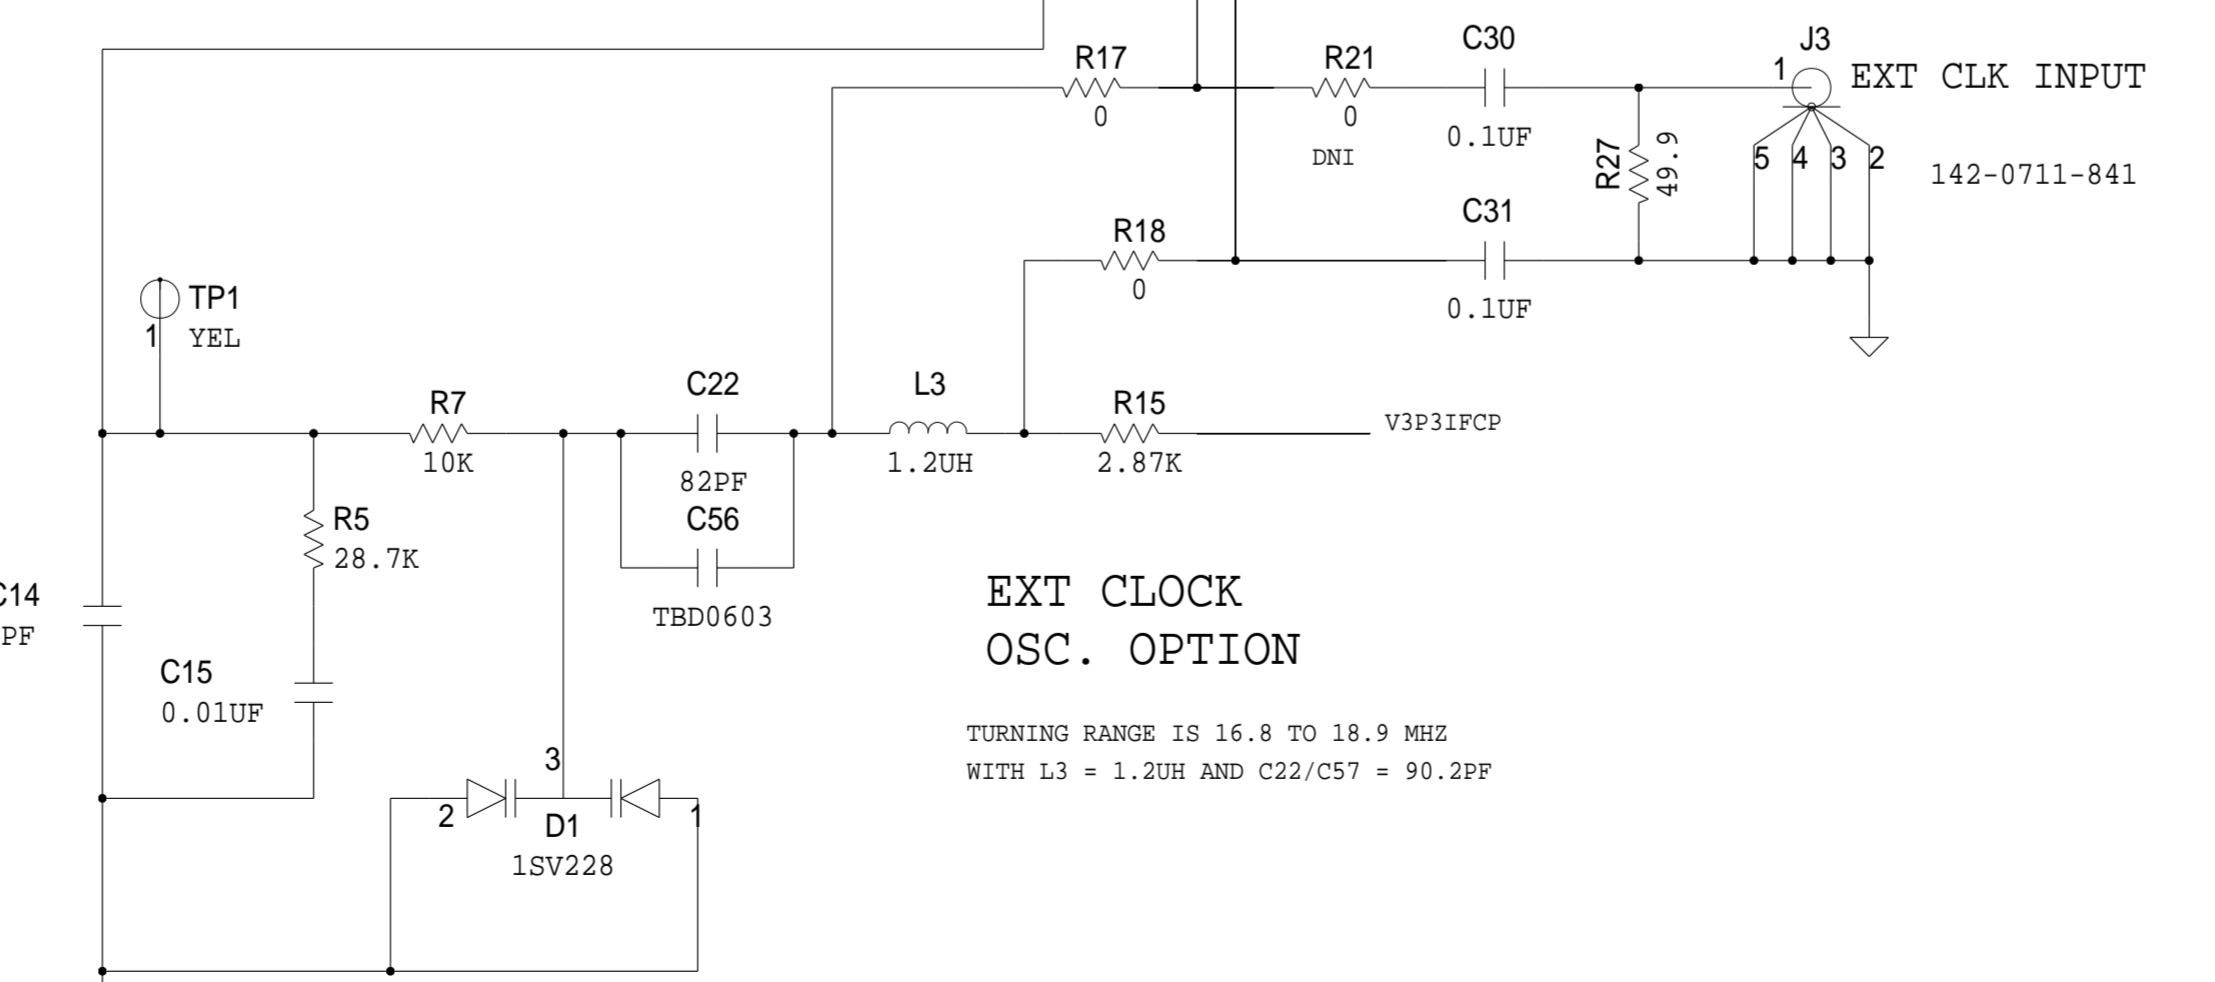 R17
0
R21
0
DNI
C30
0.1UF
J3
1
EXT CLK INPUT
R27
49.9
5
4
3
2
142-0711-841
R18
0
C31
0.1UF
TP1
1
YEL
R7
10K
C22
82PF
C56
TBD0603
L3
1.2UH
R15
2.87K
V3P3IFCP
R5
28.7K
C14
PF
C15
0.01UF
EXT CLOCK
OSC. OPTION
TURNING RANGE IS 16.8 TO 18.9 MHZ
WITH L3 = 1.2UH AND C22/C57 = 90.2PF
3
2
D1
1
1SV228